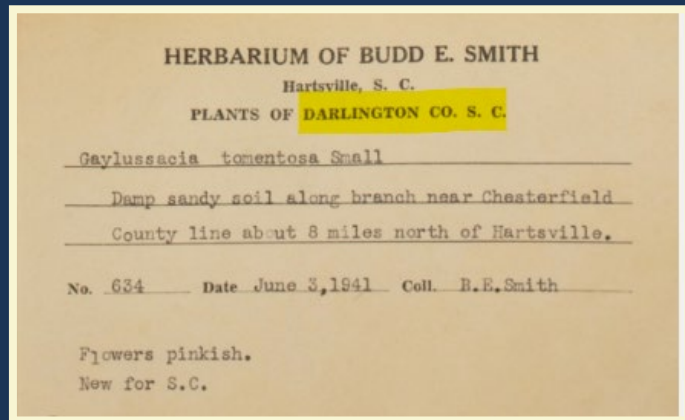 HERBARIUM OF BUDD E. SMITH
Hartsville, S. C.
PLANTS OF DARLINGTON CO. S. C.
Gaylussacia tomentosa Small
Damp sandy soil along branch near Chesterfield
County line about 8 miles north of Hartsville.
No. 634 Date June 3,1941 Coll. B.E.Smith
Flowers pinkish.
New for S.C.